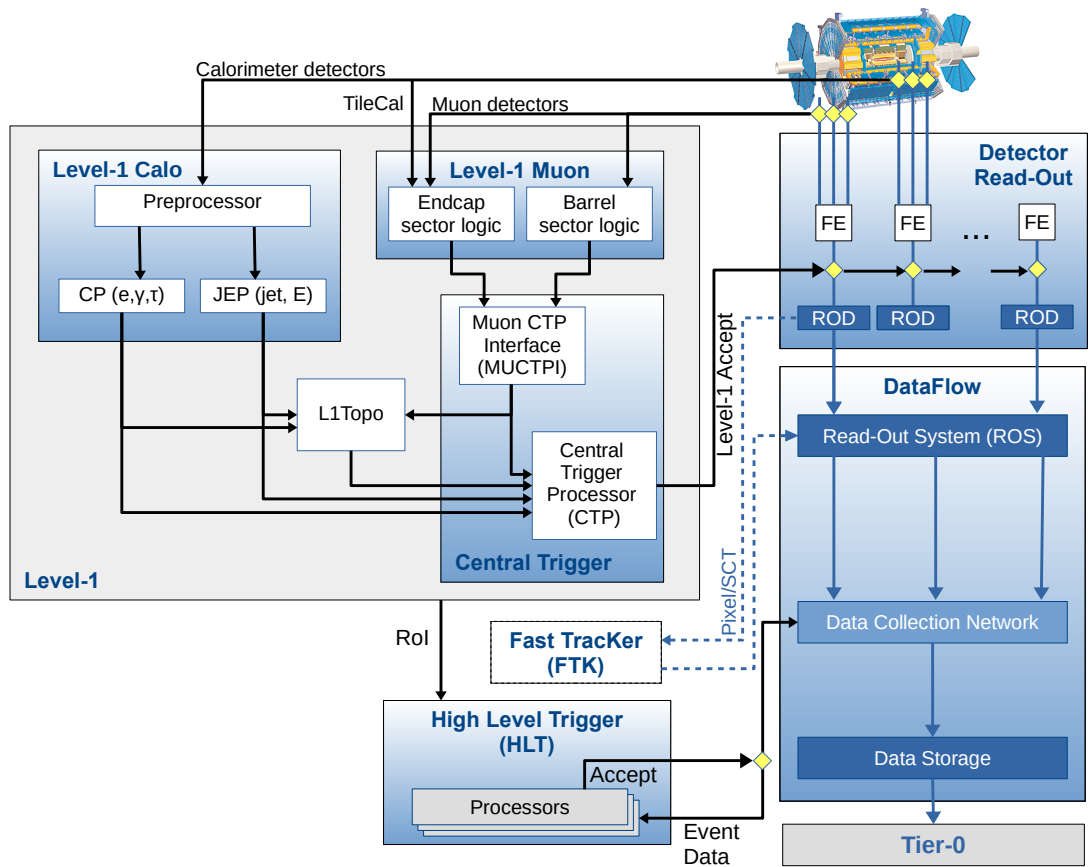 Calorimeter detectors
TileCal
Muon detectors
Detector
Read-Out
Level-1 Calo
Preprocessor
CP (e,γ,τ)
JEP (jet, E)
Level-1 Muon
Endcap
sector logic
Barrel
sector logic
FE
FE
...
FE
ROD
ROD
ROD
Muon CTP
Interface
(MUCTPI)
L1Topo
Central
Trigger
Processor
(CTP)
Central Trigger
Level-1
Level-1 Accept
Pixel/SCT
DataFlow
Read-Out System (ROS)
Data Collection Network
Data Storage
Tier-0
RoI
Fast TracKer
(FTK)
High Level Trigger
(HLT)
Accept
Processors
Event
Data